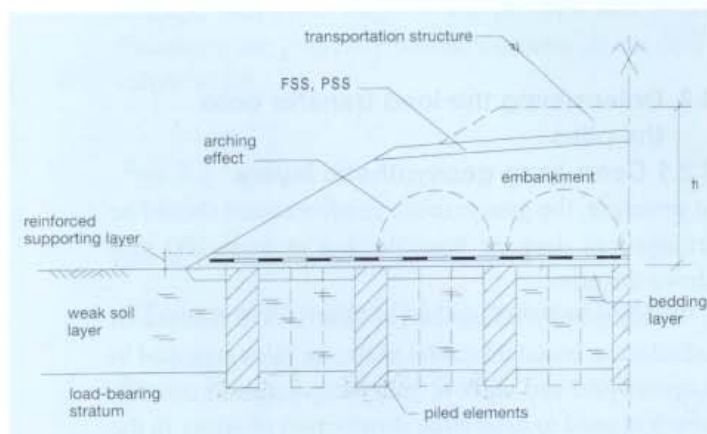 transportation structure
FSS, PSS
arching
effect
embankment
h
reinforced
supporting layer
bedding
layer
weak soil
layer
load-bearing
stratum
piled elements